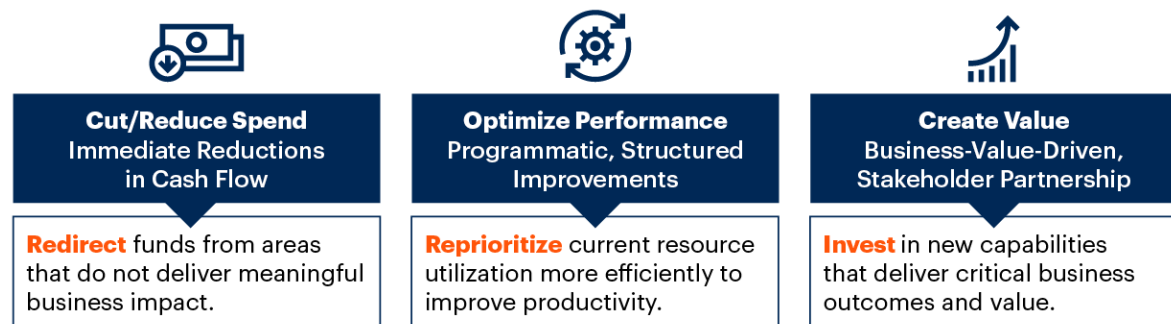 Cut/Reduce Spend
Immediate Reductions
in Cash Flow
Redirect funds from areas
that do not deliver meaningful
business impact.
Optimize Performance
Programmatic, Structured
Improvements
Reprioritize current resource
utilization more efficiently to
improve productivity.
Create Value
Business-Value-Driven,
Stakeholder Partnership
Invest in new capabilities
that deliver critical business
outcomes and value.